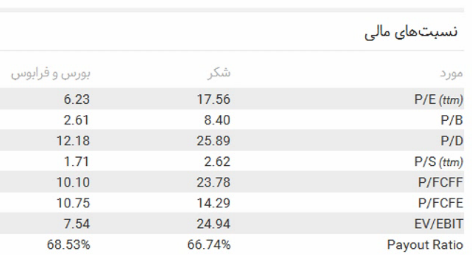 نسبت‌های مالی
مورد شکر بورس و فرابورس
P/E (ttm) 17.56 6.23
P/B 8.40 2.61
P/D 25.89 12.18
P/S (ttm) 2.62 1.71
P/FCFF 23.78 10.10
P/FCFE 14.29 10.75
EV/EBIT 24.94 7.54
Payout Ratio 66.74% 68.53%